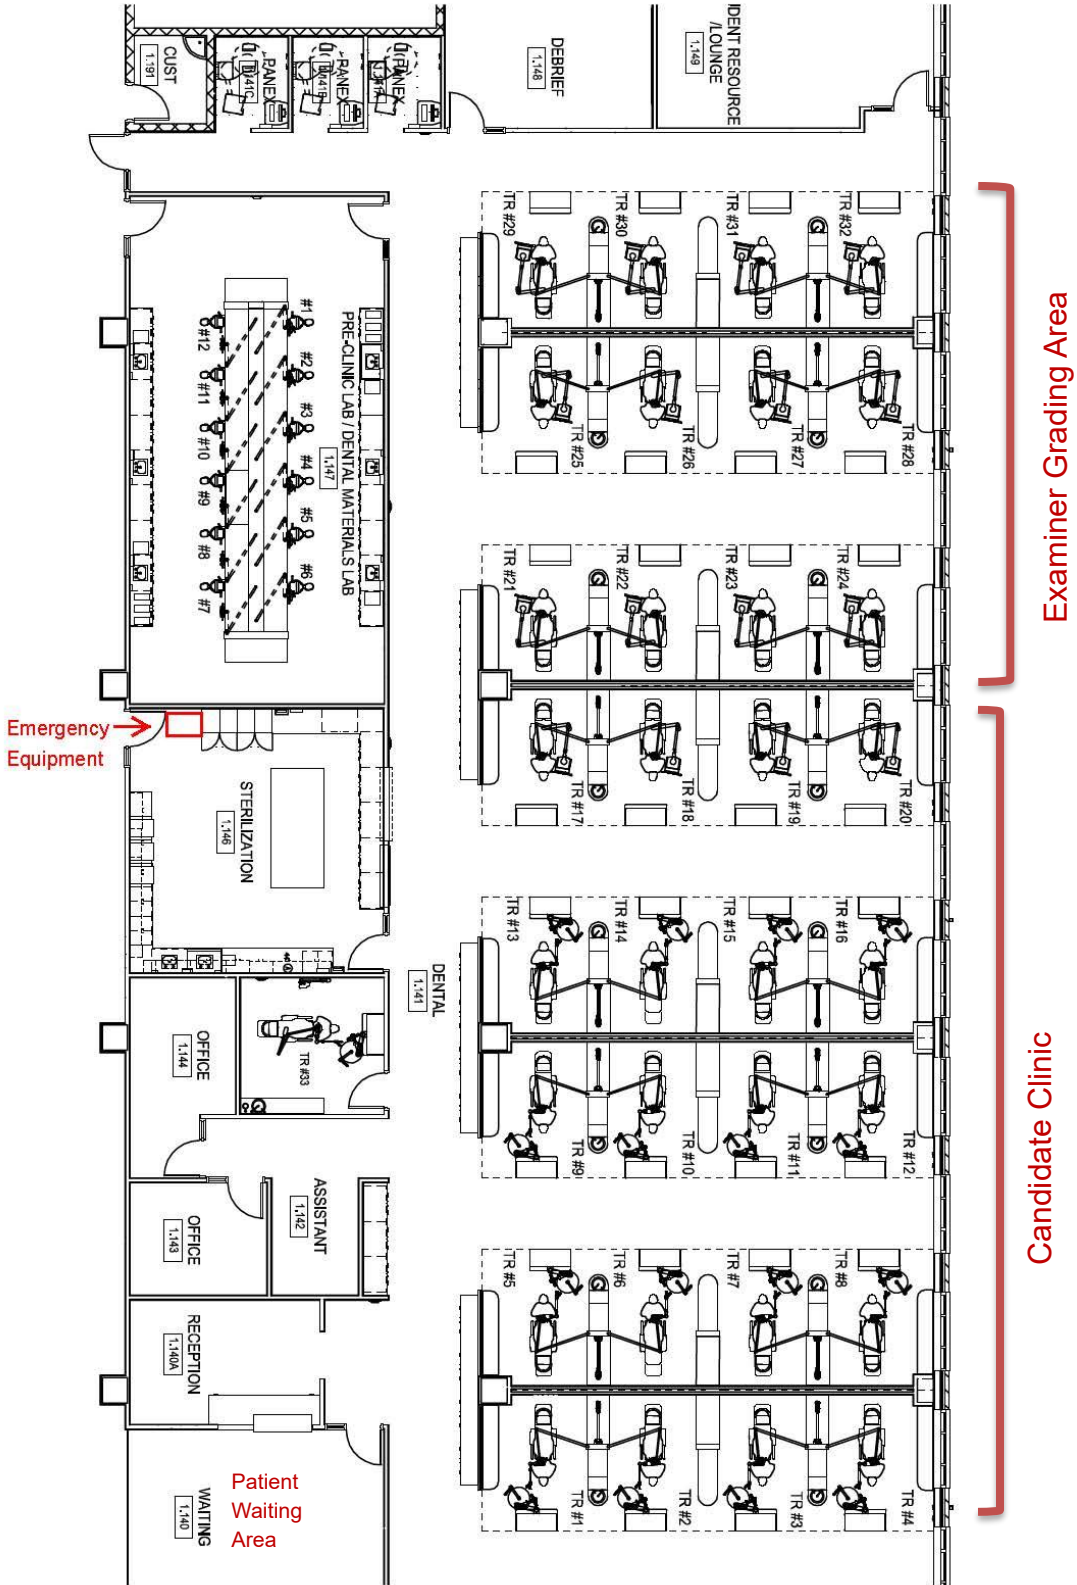 CUST
1.191
PANEX
1.141C
PANEX
1.141B
PANEX
DEBRIEF
1.148
IDENT RESOURCE
/LOUNGE
1.149
TR #29
TR #30
TR #31
TR #32
TR #25
TR #26
TR #27
TR #28
Examiner Grading Area
#1
#2
#3
#4
#5
#6
#12
#11
#10
#9
#8
#7
PRE-CLINIC LAB / DENTAL MATERIALS LAB
1.147
TR #21
TR #22
TR #23
TR #24
TR #17
TR #18
TR #19
TR #20
Emergency
Equipment
STERILIZATION
1.146
TR #13
TR #14
TR #15
TR #16
DENTAL
1.141
OFFICE
1.144
TR #33
TR #9
TR #10
TR #11
TR #12
Candidate Clinic
ASSISTANT
1.142
OFFICE
1.143
TR #5
TR #6
TR #7
TR #8
RECEPTION
1.140A
TR #1
TR #2
TR #3
TR #4
WAITING
1.140
Patient
Waiting
Area